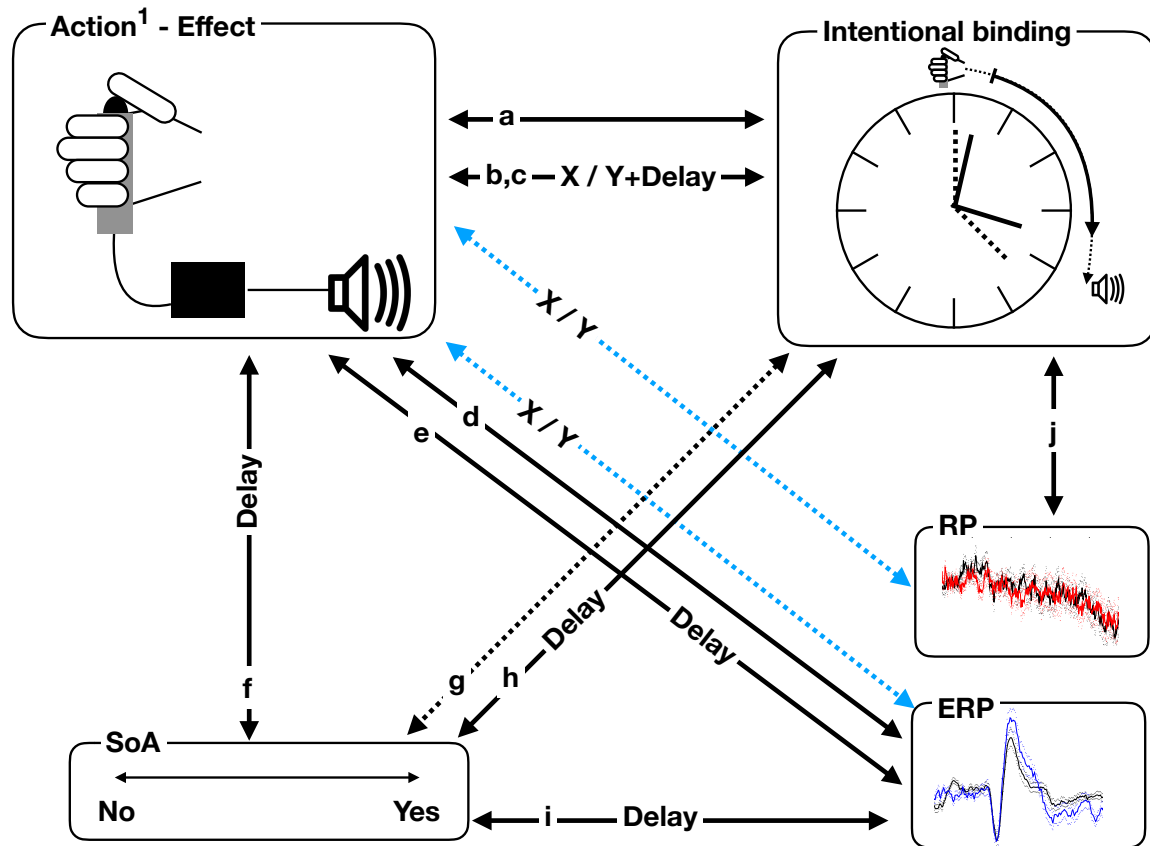 Action¹ - Effect
Intentional binding
a
b,c
X / Y+Delay
X / Y
X / Y
d
e
Delay
f
g
h
Delay
Delay
j
RP
ERP
SoA
No
Yes
i
Delay